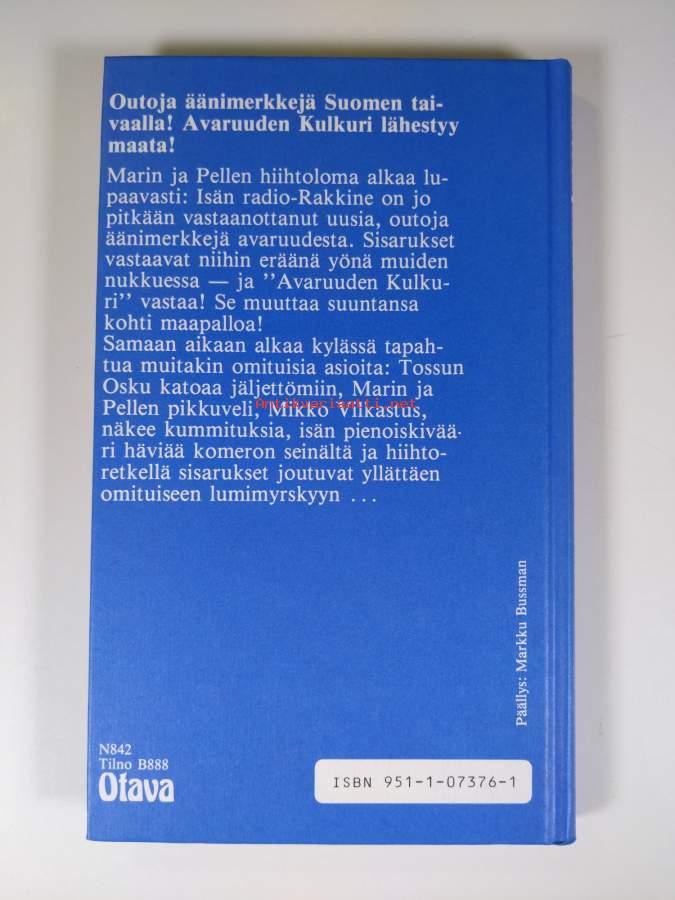 Outoja äänimerkkejä Suomen tai-
vaalla! Avaruuden Kulkuri lähestyy
maata!
Marin ja Pellen hiihtoloma alkaa lu-
paavasti: Isän radio-Rakkine on jo
pitkään vastaanottanut uusia, outoja
äänimerkkejä avaruudesta. Sisarukset
vastaavat niihin eräänä yönä muiden
nukkuessa — ja ''Avaruuden Kulku-
ri'' vastaa! Se muuttaa suuntansa
kohti maapalloa!
Samaan aikaan alkaa kylässä tapah-
tua muitakin omituisia asioita: Tossun
Osku katoaa jäljettömiin, Marin ja
Pellen pikkuveli, Mikko Vilkastus,
näkee kummituksia, isän pienoiskivää-
ri häviää komeron seinältä ja hiihto-
retkellä sisarukset joutuvat yllättäen
omituiseen lumimyrskyyn ...
Antikvariaatti.net
Päällys: Markku Bussman
N842
Tilno B888
Otava
ISBN 951-1-07376-1